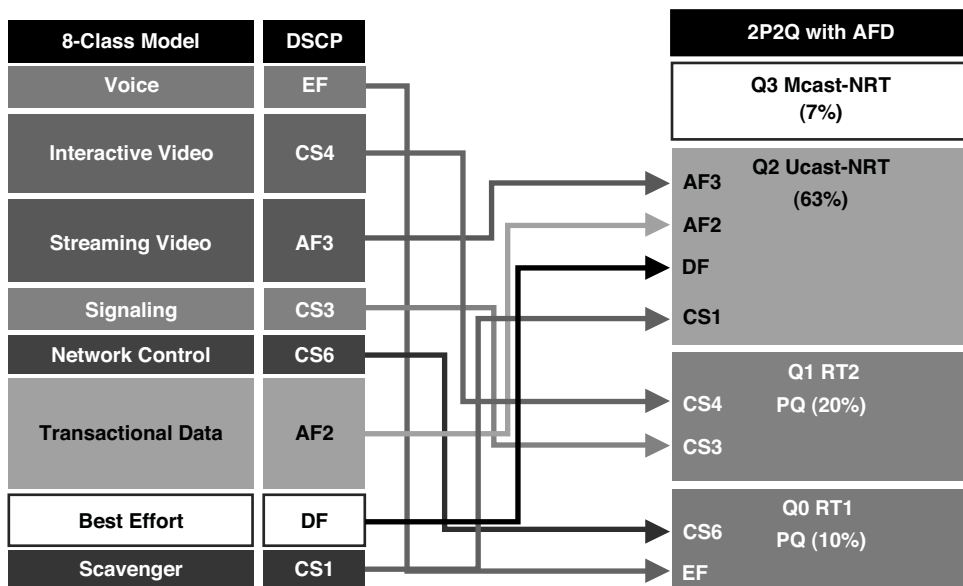 8-Class Model DSCP
Voice EF
Interactive Video CS4
Streaming Video AF3
Signaling CS3
Network Control CS6
Transactional Data AF2
Best Effort DF
Scavenger CS1
2P2Q with AFD
Q3 Mcast-NRT
(7%)
Q2 Ucast-NRT
(63%)
AF3
AF2
DF
CS1
Q1 RT2
PQ (20%)
CS4
CS3
Q0 RT1
PQ (10%)
CS6
EF